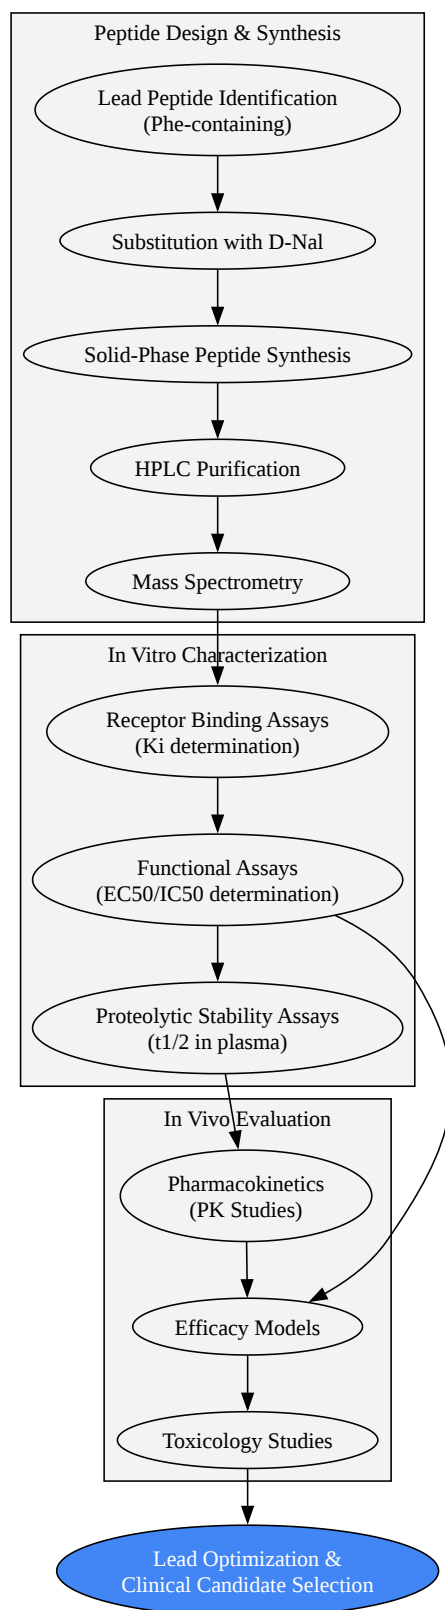 Peptide Design & Synthesis
Lead Peptide Identification
(Phe-containing)
Substitution with D-Nal
Solid-Phase Peptide Synthesis
HPLC Purification
Mass Spectrometry
In Vitro Characterization
Receptor Binding Assays
(Ki determination)
Functional Assays
(EC50/IC50 determination)
Proteolytic Stability Assays
(t1/2 in plasma)
In Vivo Evaluation
Pharmacokinetics
(PK Studies)
Efficacy Models
Toxicology Studies
Lead Optimization &
Clinical Candidate Selection